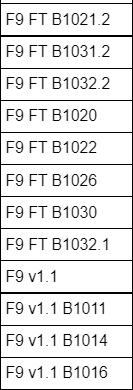 F9 FT B1021.2
F9 FT B1031.2
F9 FT B1032.2
F9 FT B1020
F9 FT B1022
F9 FT B1026
F9 FT B1030
F9 FT B1032.1
F9 v1.1
F9 v1.1 B1011
F9 v1.1 B1014
F9 v1.1 B1016